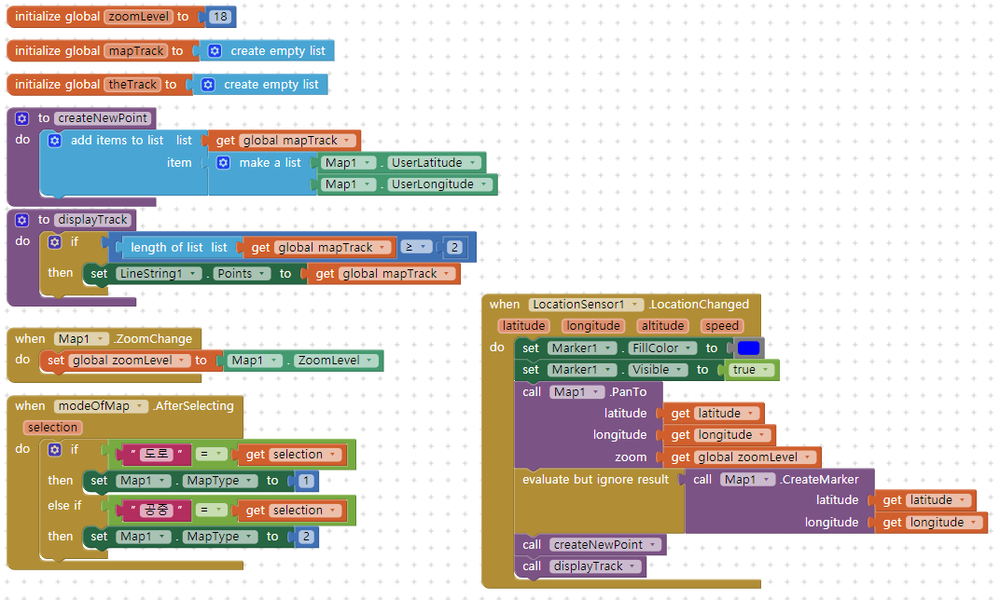 initialize global zoomLevel to 18
initialize global mapTrack to create empty list
initialize global theTrack to create empty list
to createNewPoint
do add items to list list get global mapTrack
item make a list Map1 . UserLatitude
Map1 . UserLongitude
to displayTrack
do if length of list list get global mapTrack ≥ 2
then set LineString1 . Points to get global mapTrack
when Map1 .ZoomChange
do set global zoomLevel to Map1 . ZoomLevel
when modeOfMap .AfterSelecting
selection
do if " 도로 " = get selection
then set Map1 . MapType to 1
else if " 공중 " = get selection
then set Map1 . MapType to 2
when LocationSensor1 .LocationChanged
latitude longitude altitude speed
do set Marker1 . FillColor to
set Marker1 . Visible to true
call Map1 .PanTo
latitude get latitude
longitude get longitude
zoom get global zoomLevel
evaluate but ignore result call Map1 .CreateMarker
latitude get latitude
longitude get longitude
call createNewPoint
call displayTrack